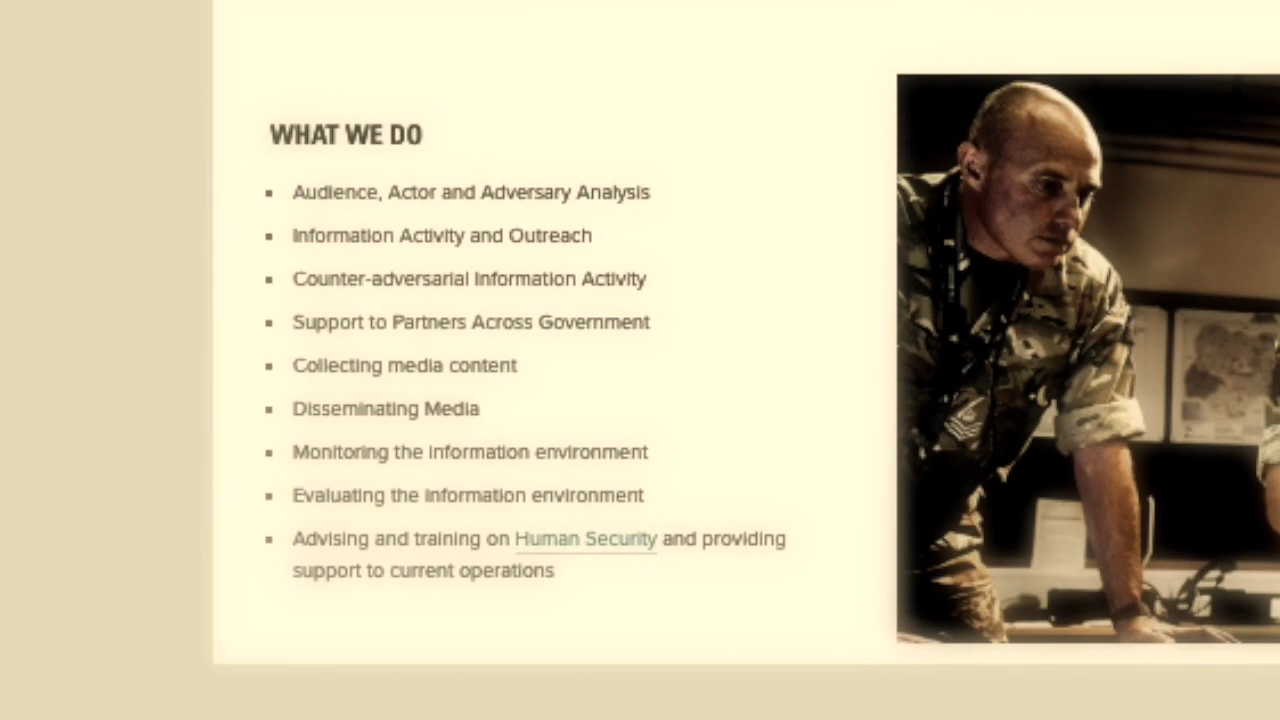 WHAT WE DO
Audience, Actor and Adversary Analysis
Information Activity and Outreach
Counter-adversarial Information Activity
Support to Partners Across Government
Collecting media content
Disseminating Media
Monitoring the information environment
Evaluating the information environment
Advising and training on Human Security and providing
support to current operations